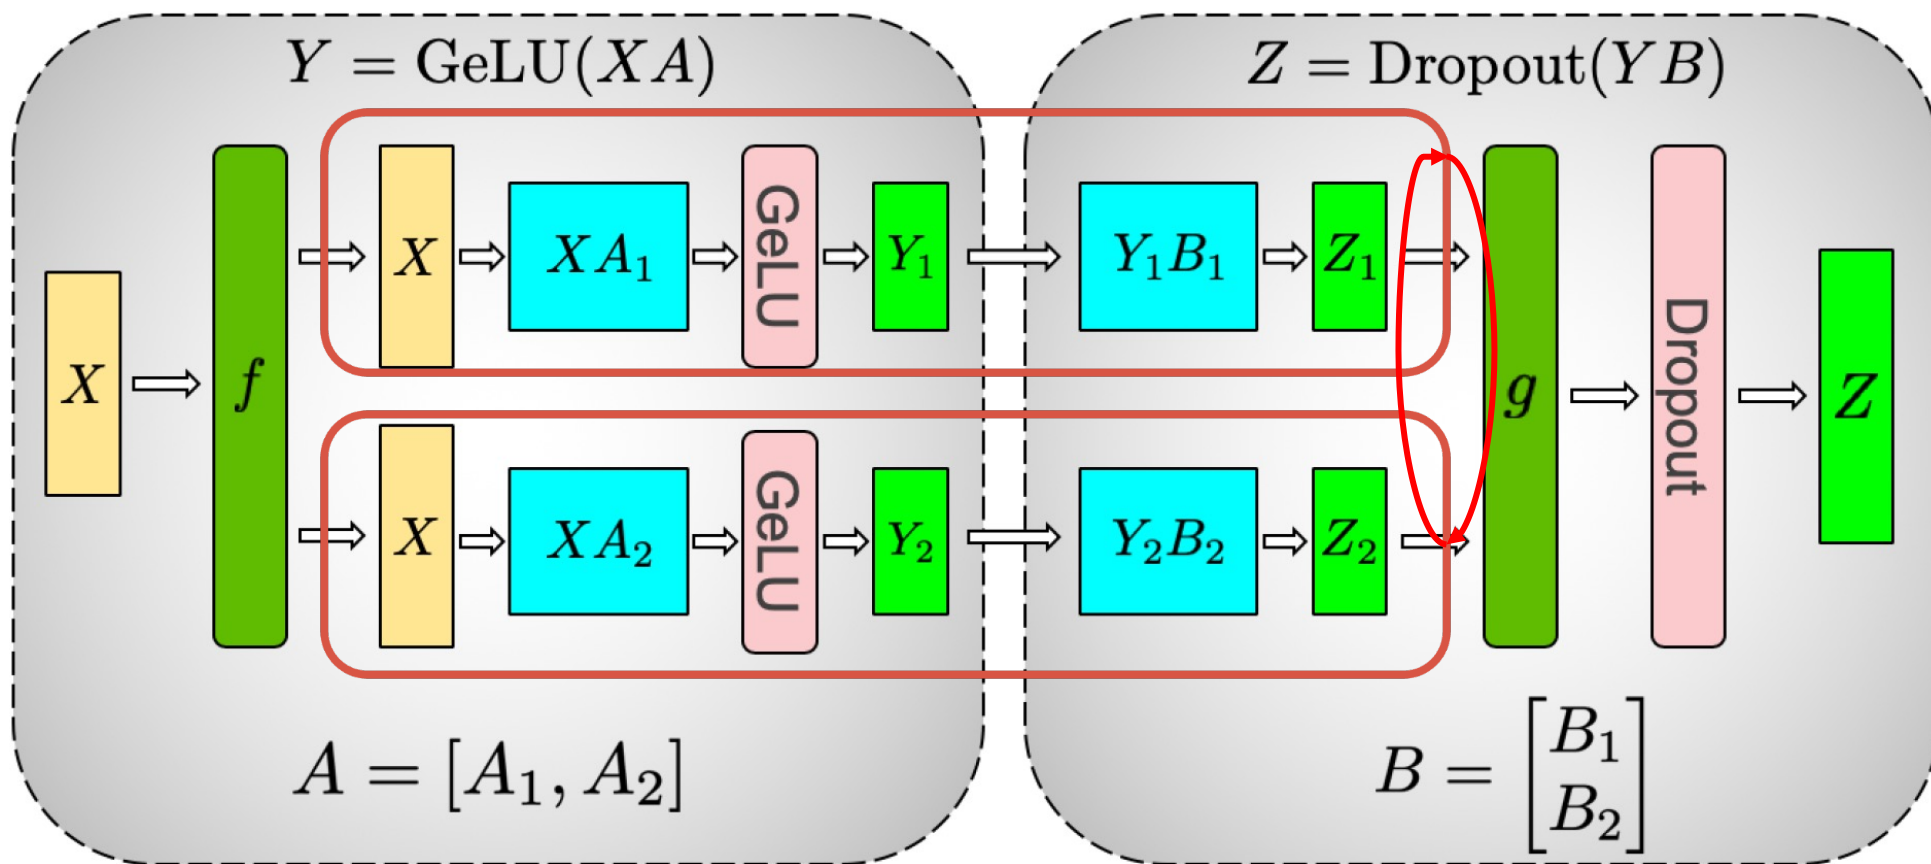 Y = GeLU(XA)
Z = Dropout(YB)
X
f
X
XA₁
GeLU
Y₁
Y₁B₁
Z₁
X
XA₂
GeLU
Y₂
Y₂B₂
Z₂
g
Dropout
Z
A = [A₁, A₂]
B = [B₁
B₂]